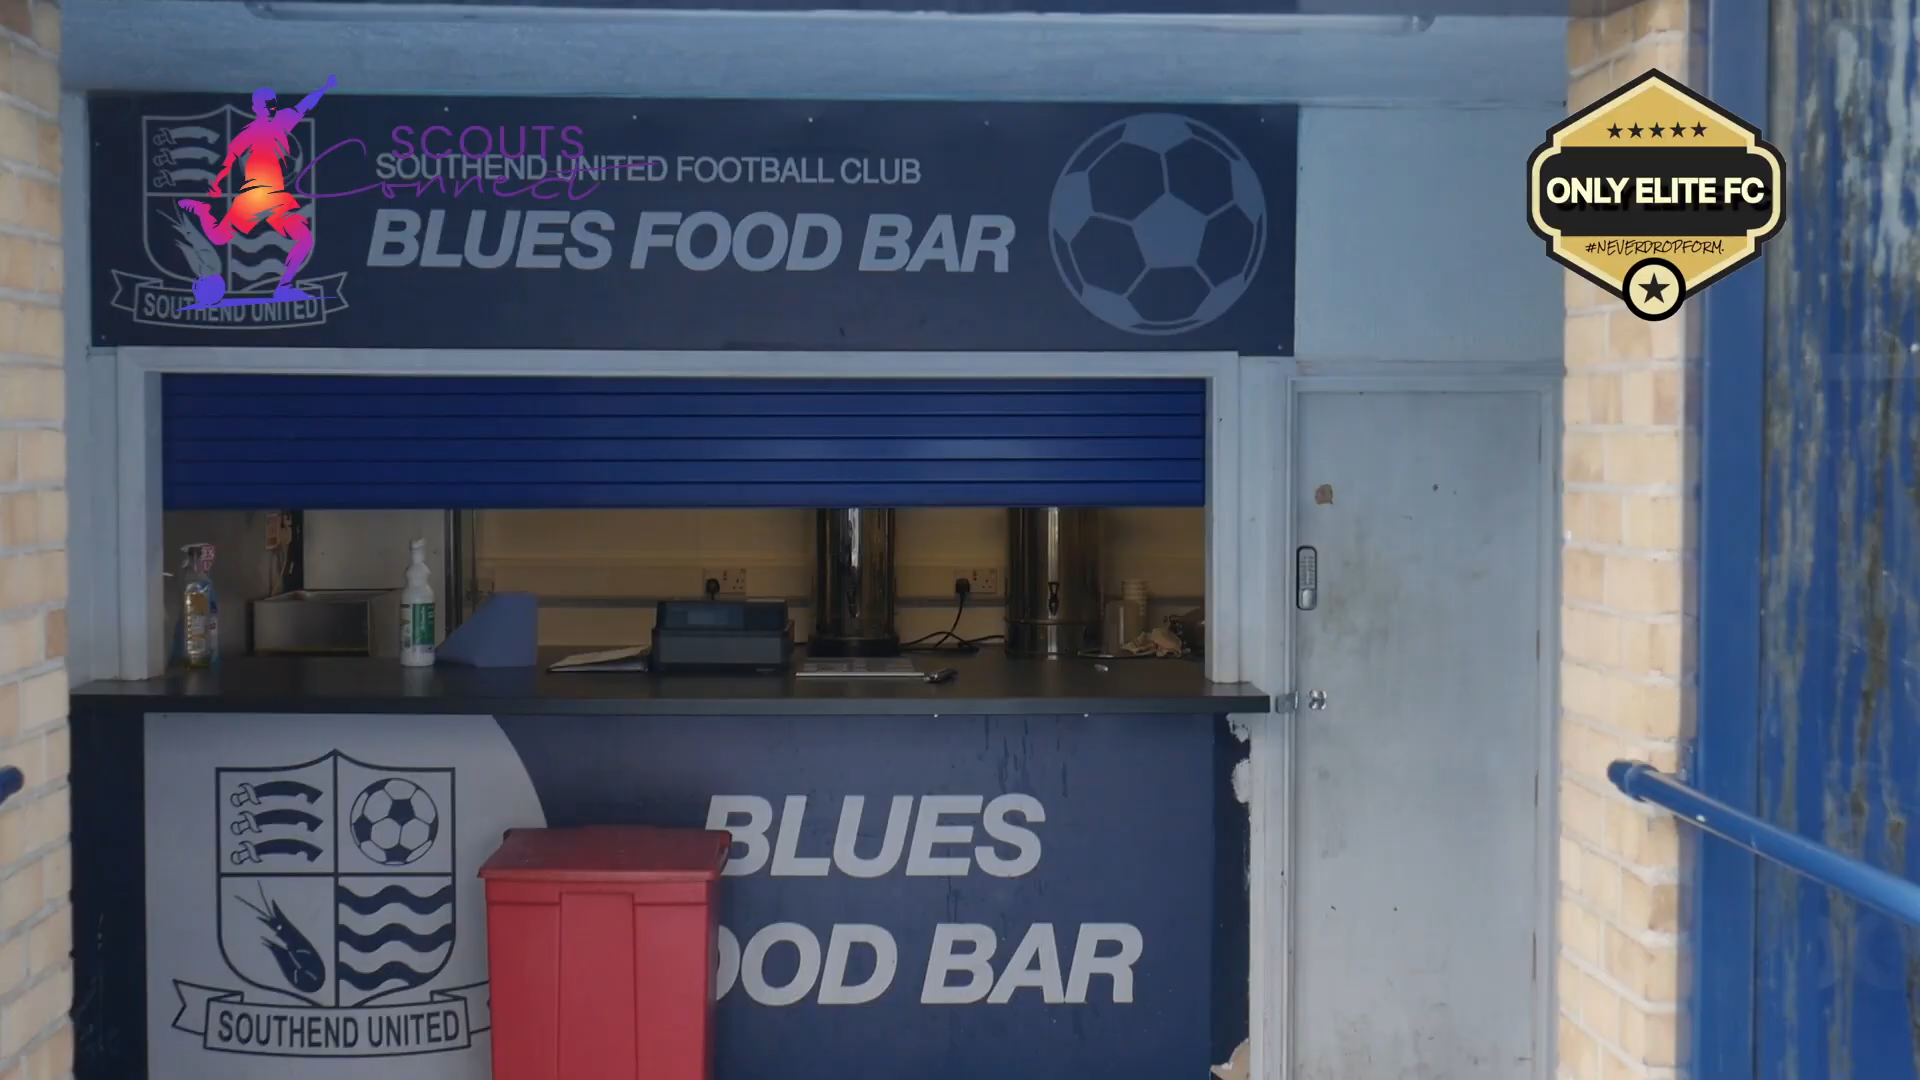 SCOUTS
Connect
SOUTHEND UNITED FOOTBALL CLUB
BLUES FOOD BAR
SOUTHEND UNITED
★★★★★
ONLY ELITE FC
#NEVERDROPFORM.
BLUES
OOD BAR
SOUTHEND UNITED